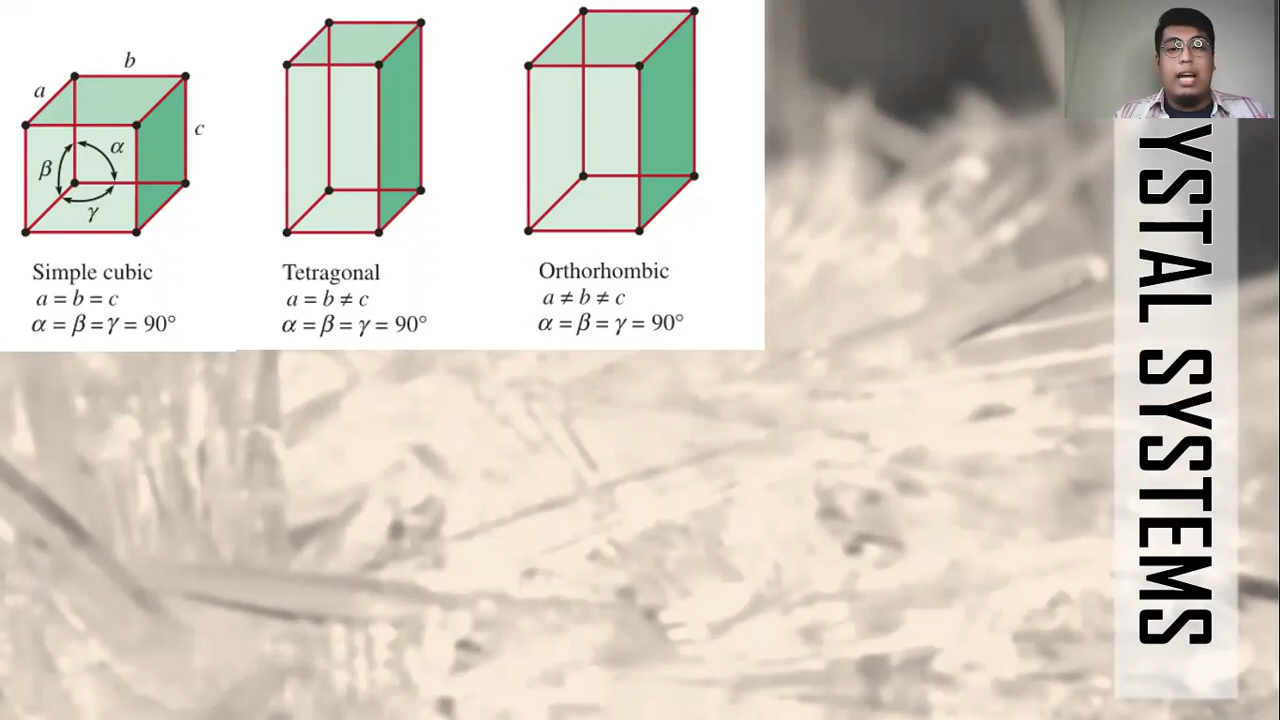 b
a
c
α
β
γ
Simple cubic
a = b = c
α = β = γ = 90°
Tetragonal
a = b ≠ c
α = β = γ = 90°
Orthorhombic
a ≠ b ≠ c
α = β = γ = 90°
YSTAL SYSTEMS